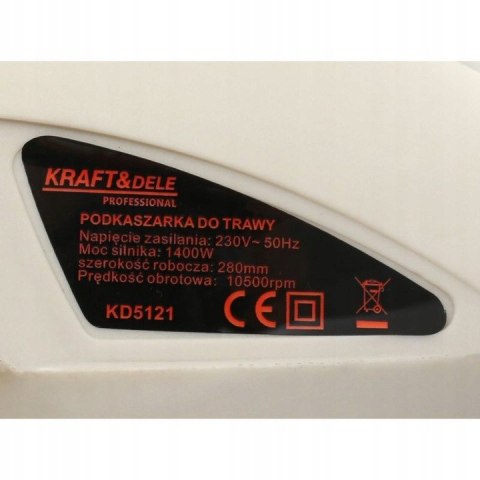 KRAFT&DELE
PROFESSIONAL
PODKASZARKA DO TRAWY
Napięcie zasilania: 230V~ 50Hz
Moc silnika: 1400W
szerokość robocza: 280mm
Prędkość obrotowa: 10500rpm
KD5121
CE